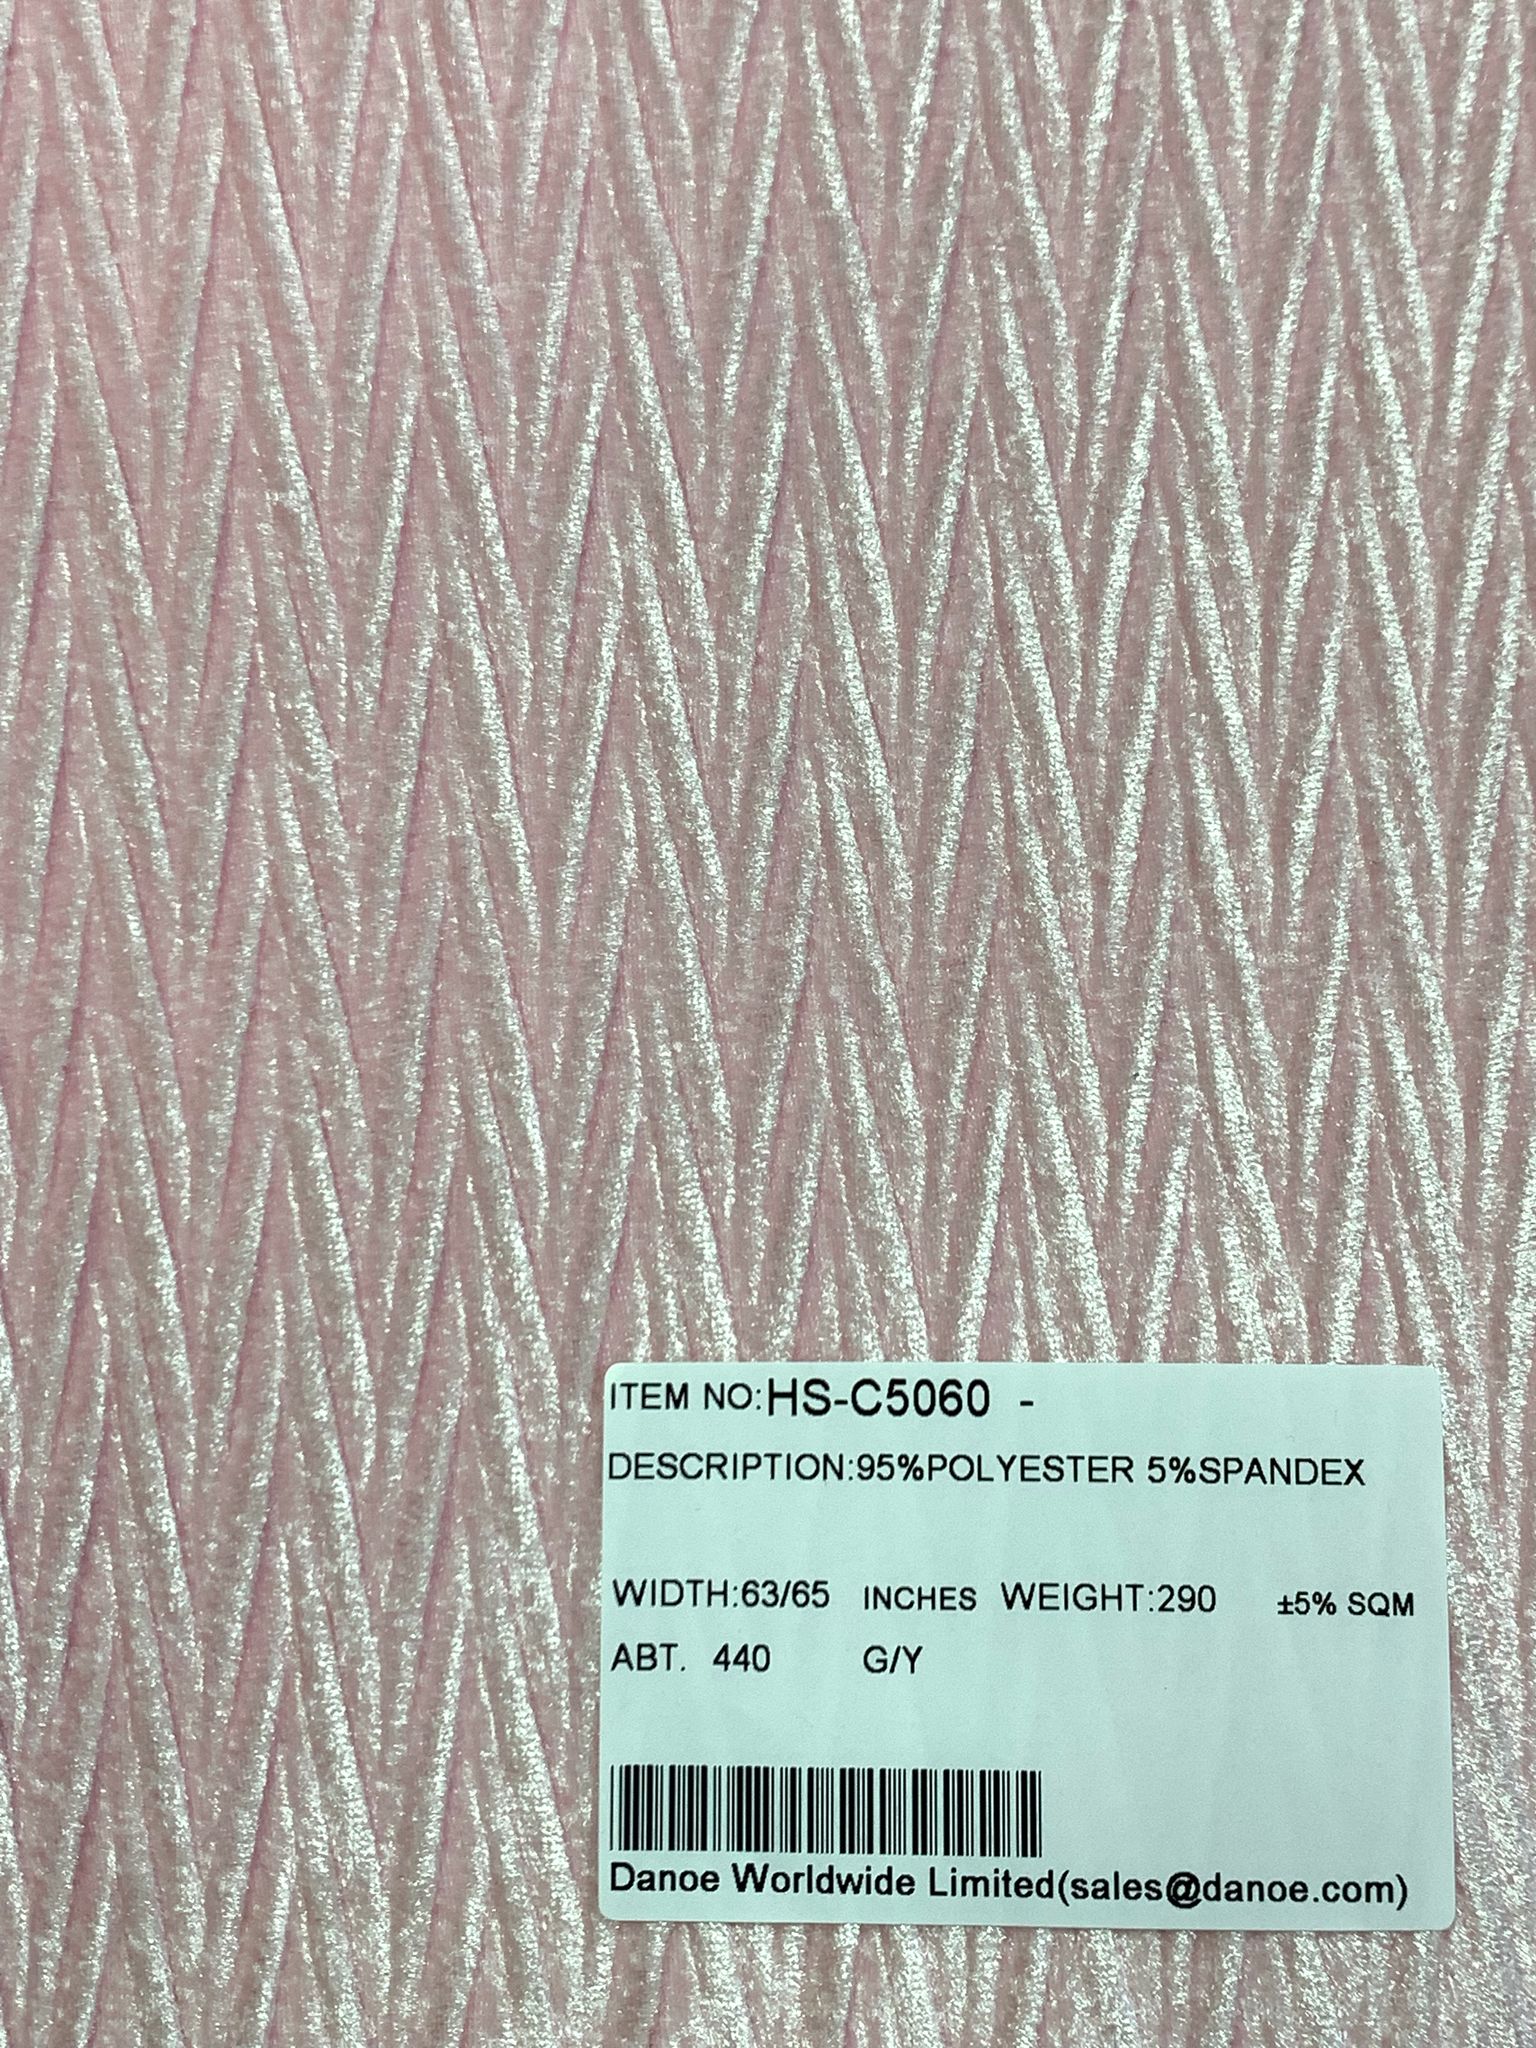 ITEM NO:HS-C5060 -
DESCRIPTION:95%POLYESTER 5%SPANDEX
WIDTH:63/65 INCHES WEIGHT:290 ±5% SQM
ABT. 440 G/Y
Danoe Worldwide Limited(sales@danoe.com)